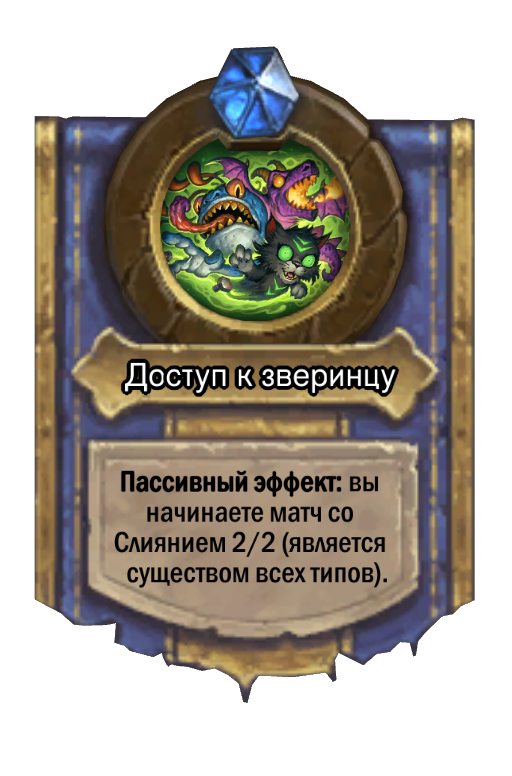 Доступ к зверинцу
Пассивный эффект: вы
начинаете матч со
Слиянием 2/2 (является
существом всех типов).